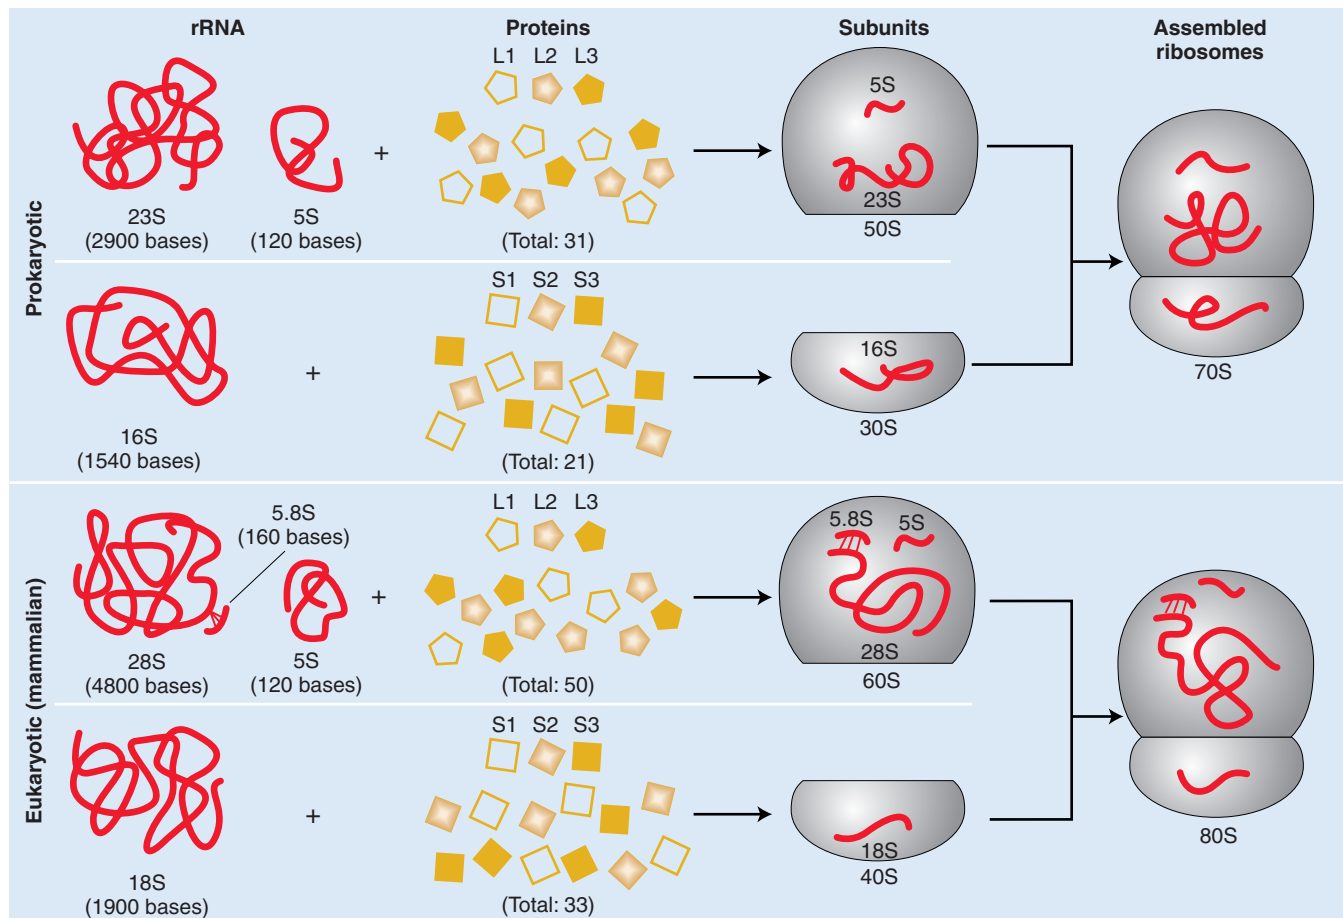 rRNA
Proteins
Subunits
Assembled
ribosomes
Prokaryotic
L1 L2 L3
5S
+
23S
(2900 bases)
5S
(120 bases)
(Total: 31)
23S
50S
S1 S2 S3
16S
+
16S
(1540 bases)
(Total: 21)
30S
70S
Eukaryotic (mammalian)
5.8S
(160 bases)
L1 L2 L3
5.8S
5S
+
28S
(4800 bases)
5S
(120 bases)
(Total: 50)
28S
60S
S1 S2 S3
+
18S
(1900 bases)
(Total: 33)
18S
40S
80S